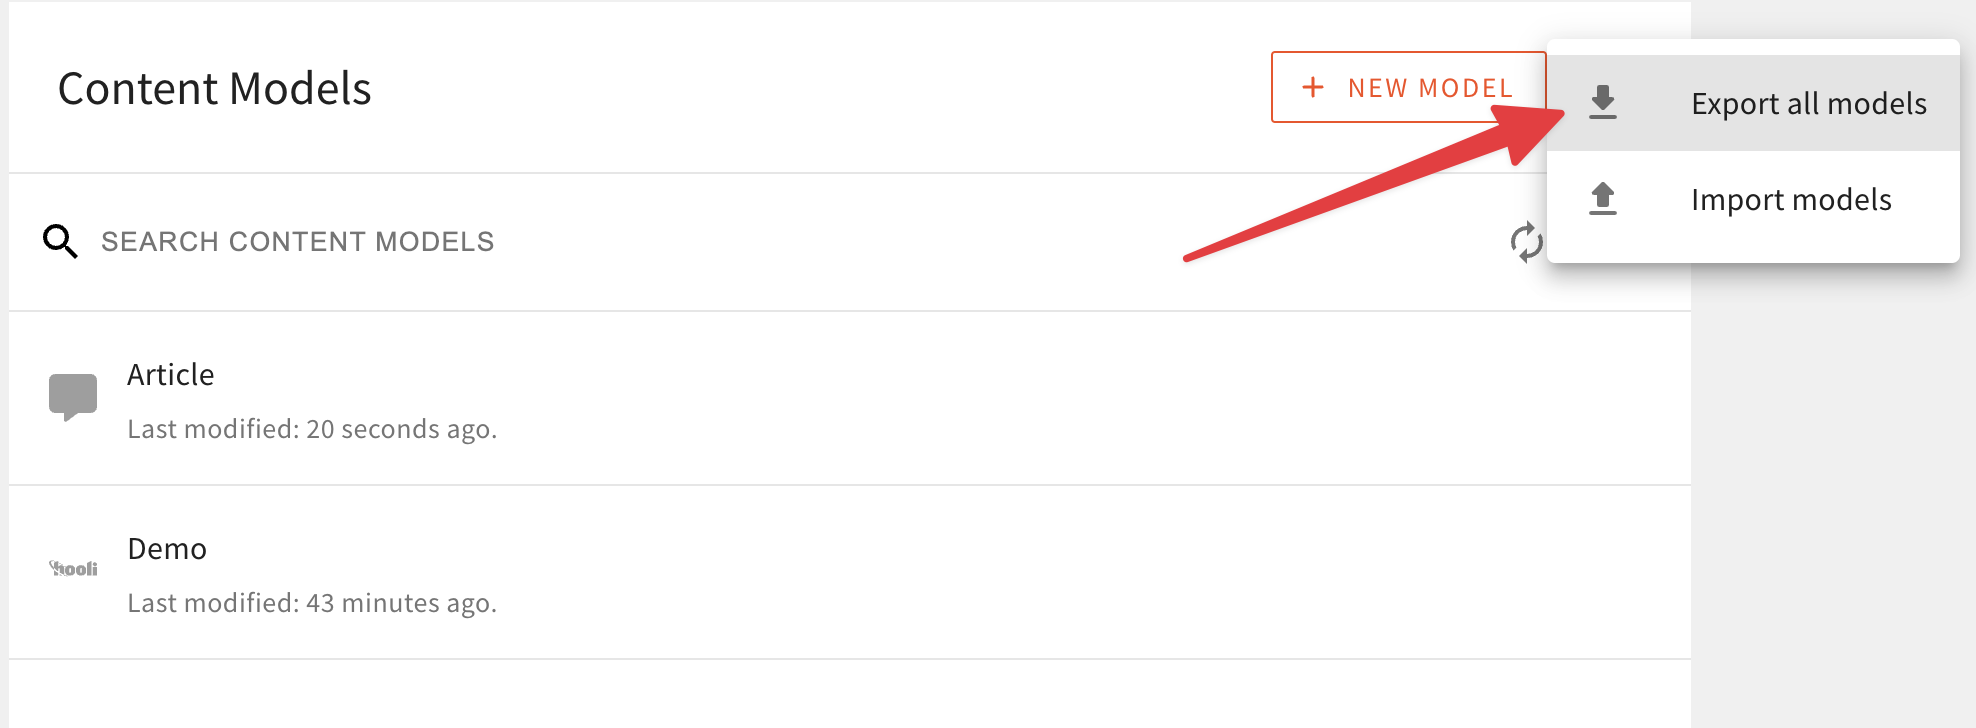 Content Models
+ NEW MODEL
Export all models
Import models
SEARCH CONTENT MODELS
Article
Last modified: 20 seconds ago.
hooli
Demo
Last modified: 43 minutes ago.